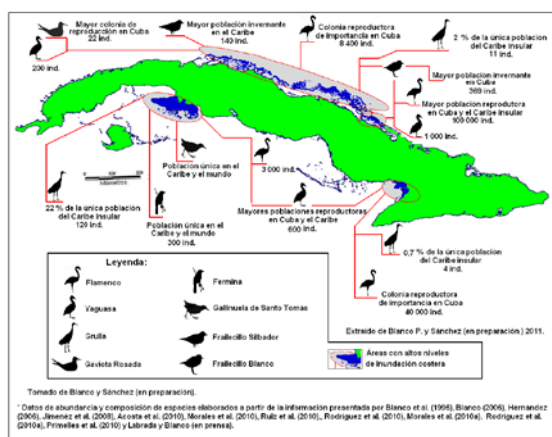 Mayor colonia de
reproducción en Cuba
22 ind.
200 ind.
Mayor población invernante
en el Caribe
140 ind.
Colonia reproductora
de importancia en Cuba
8 400 ind.
2 % de la única población
del Caribe insular
11 ind.
Mayor población invernante
en Cuba
369 ind.
Mayor población reproductora
en Cuba y el Caribe insular
100 000 ind.
1 000 ind.
Población única en el
Caribe y el mundo
3 000 ind.
kilómetros
22 % de la única población
del Caribe insular
120 ind.
Población única en el
Caribe y el mundo
300 ind.
Mayores poblaciones reproductoras
en Cuba y el Caribe
600 ind.
0,7 % de la única población
del Caribe insular
4 ind.
Colonia reproductora
de importancia en Cuba
40 000 ind.
Leyenda:
Flamenco
Yaguasa
Grulla
Gaviota Rosada
Fermina
Gallinuela de Santo Tomas
Frailecillo Silbador
Frailecillo Blanco
Extraido de Blanco P. y Sánchez (en preparación) 2011.
Áreas con altos niveles
de inundación costera
Tomado de Blanco y Sánchez (en preparación).
* Datos de abundancia y composición de especies elaborados a partir de la información presentada por Blanco et al. (1996), Blanco (2006), Hernandez
(2006), Jimenez et al. (2008), Acosta et al. (2010), Morales et al. (2010), Ruiz et al. (2010),, Rodriguez et al. (2010), Morales et al. (2010a), Rodriguez et al.
(2010a), Primelles et al. (2010) y Labrada y Blanco (en prensa).